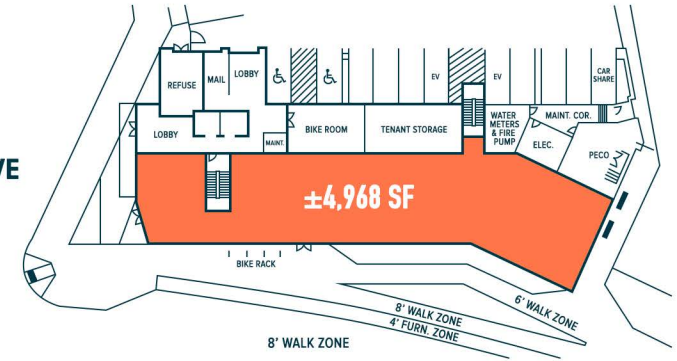 REFUSE
MAIL
LOBBY
EV
EV
CAR
SHARE
LOBBY
MAINT.
BIKE ROOM
TENANT STORAGE
WATER
METERS
& FIRE
PUMP
MAINT. COR.
ELEC.
PECO
VE
±4,968 SF
BIKE RACK
8' WALK ZONE
4' FURN. ZONE
6' WALK ZONE
8' WALK ZONE